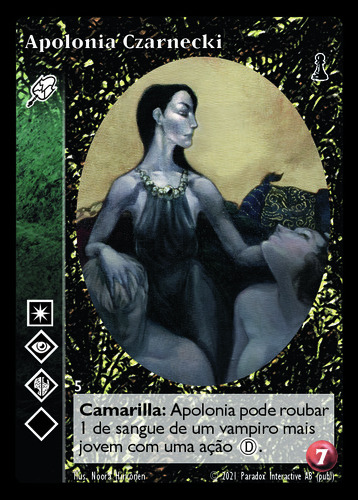 Apolonia Czarnecki
5
Camarilla: Apolonia pode roubar
1 de sangue de um vampiro mais
jovem com uma ação Ⓓ.
7
Ilus. Noora Hirvonen © 2021 Paradox Interactive AB (publ)